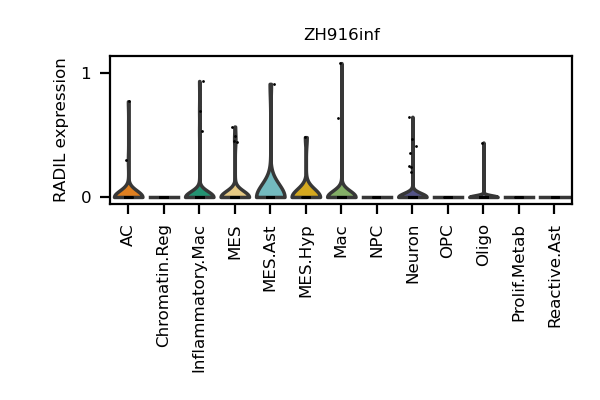 ZH916inf
RADIL expression
1
0
AC
Chromatin.Reg
Inflammatory.Mac
MES
MES.Ast
MES.Hyp
Mac
NPC
Neuron
OPC
Oligo
Prolif.Metab
Reactive.Ast